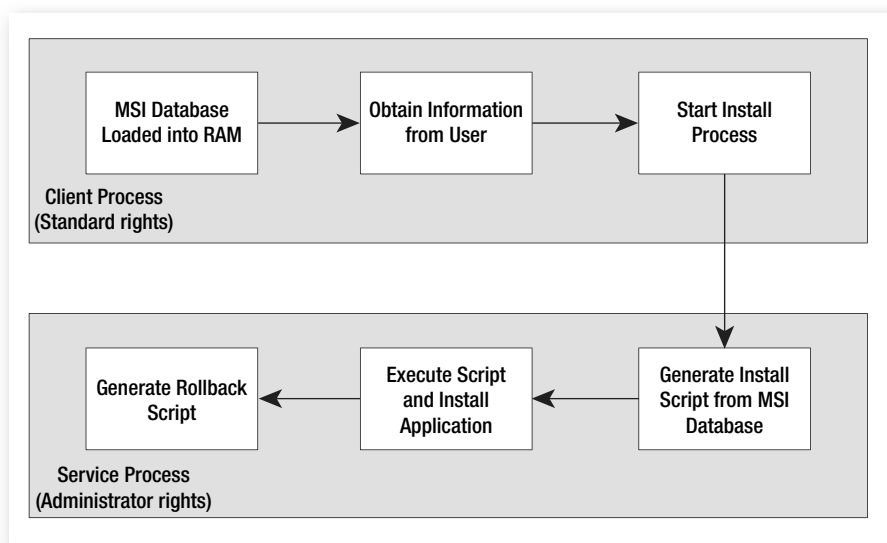 MSI Database
Loaded into RAM
Obtain Information
from User
Start Install
Process
Client Process
(Standard rights)
Generate Rollback
Script
Execute Script
and Install
Application
Generate Install
Script from MSI
Database
Service Process
(Administrator rights)